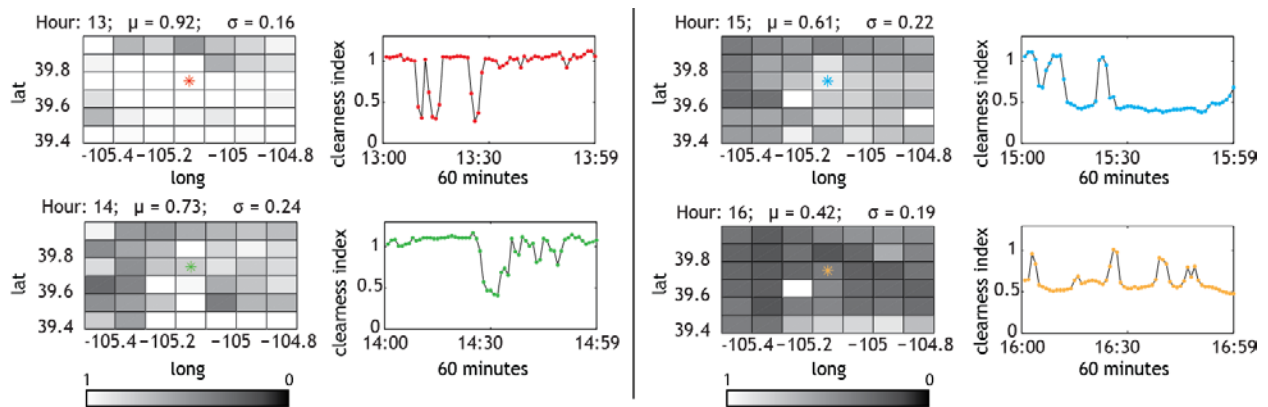 Hour: 13; μ = 0.92; σ = 0.16
lat
39.8
39.6
39.4
-105.4 -105.2 -105 -104.8
long
clearness index
1
0.5
0
13:00 13:30 13:59
60 minutes
Hour: 14; μ = 0.73; σ = 0.24
lat
39.8
39.6
39.4
-105.4 -105.2 -105 -104.8
long
clearness index
1
0.5
0
14:00 14:30 14:59
60 minutes
1 0
Hour: 15; μ = 0.61; σ = 0.22
lat
39.8
39.6
39.4
-105.4 -105.2 -105 -104.8
long
clearness index
1
0.5
0
15:00 15:30 15:59
60 minutes
Hour: 16; μ = 0.42; σ = 0.19
lat
39.8
39.6
39.4
-105.4 -105.2 -105 -104.8
long
clearness index
1
0.5
0
16:00 16:30 16:59
60 minutes
1 0